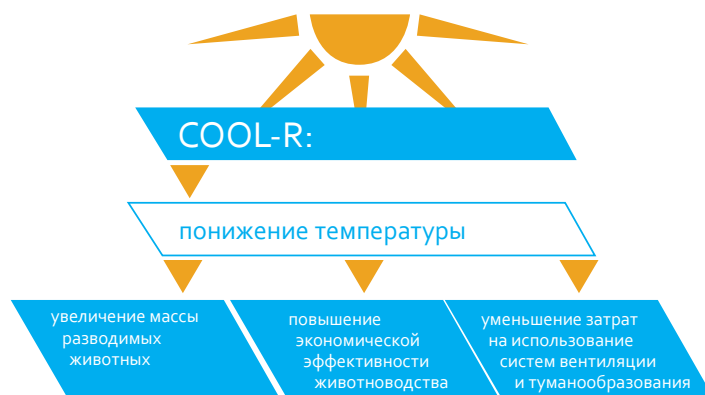 COOL-R:
понижение температуры
увеличение массы
разводимых
животных
повышение
экономической
эффективности
животноводства
уменьшение затрат
на использование
систем вентиляции
и туманообразования